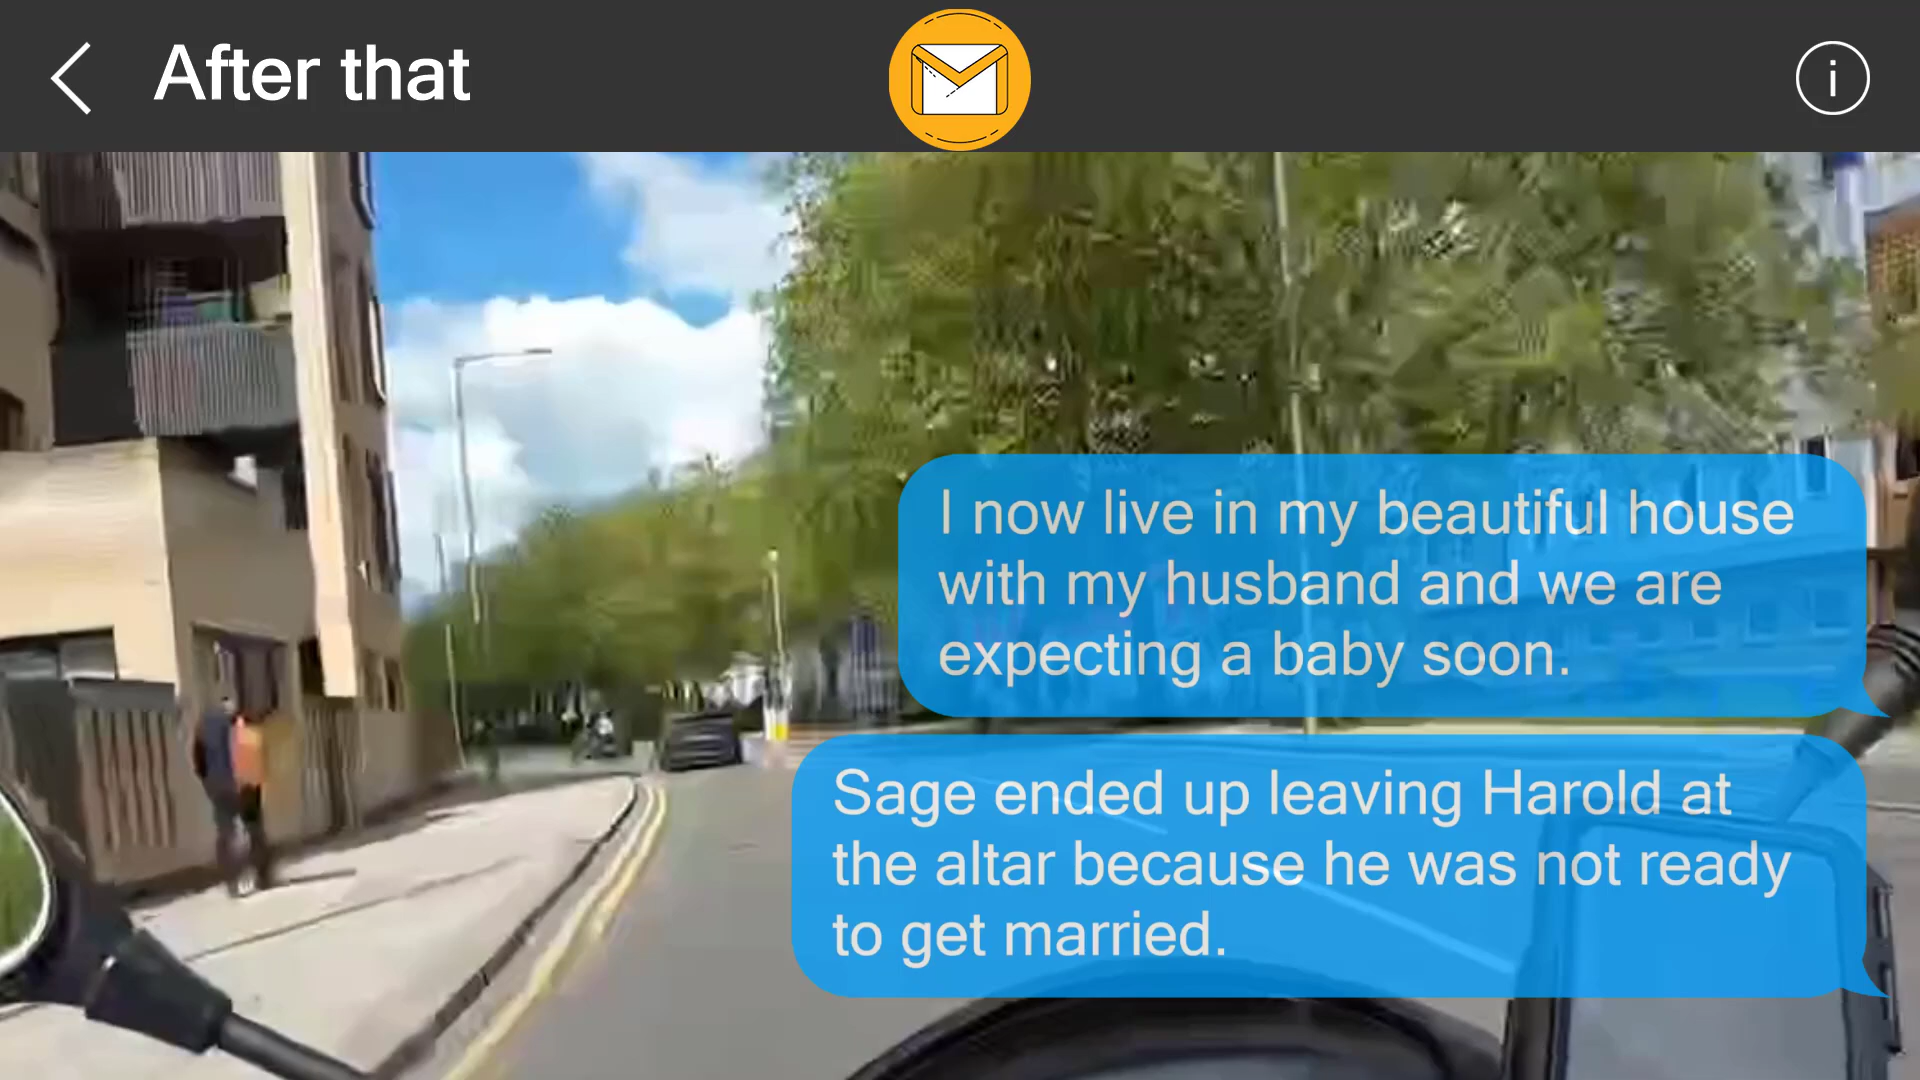 After that
I now live in my beautiful house
with my husband and we are
expecting a baby soon.
Sage ended up leaving Harold at
the altar because he was not ready
to get married.